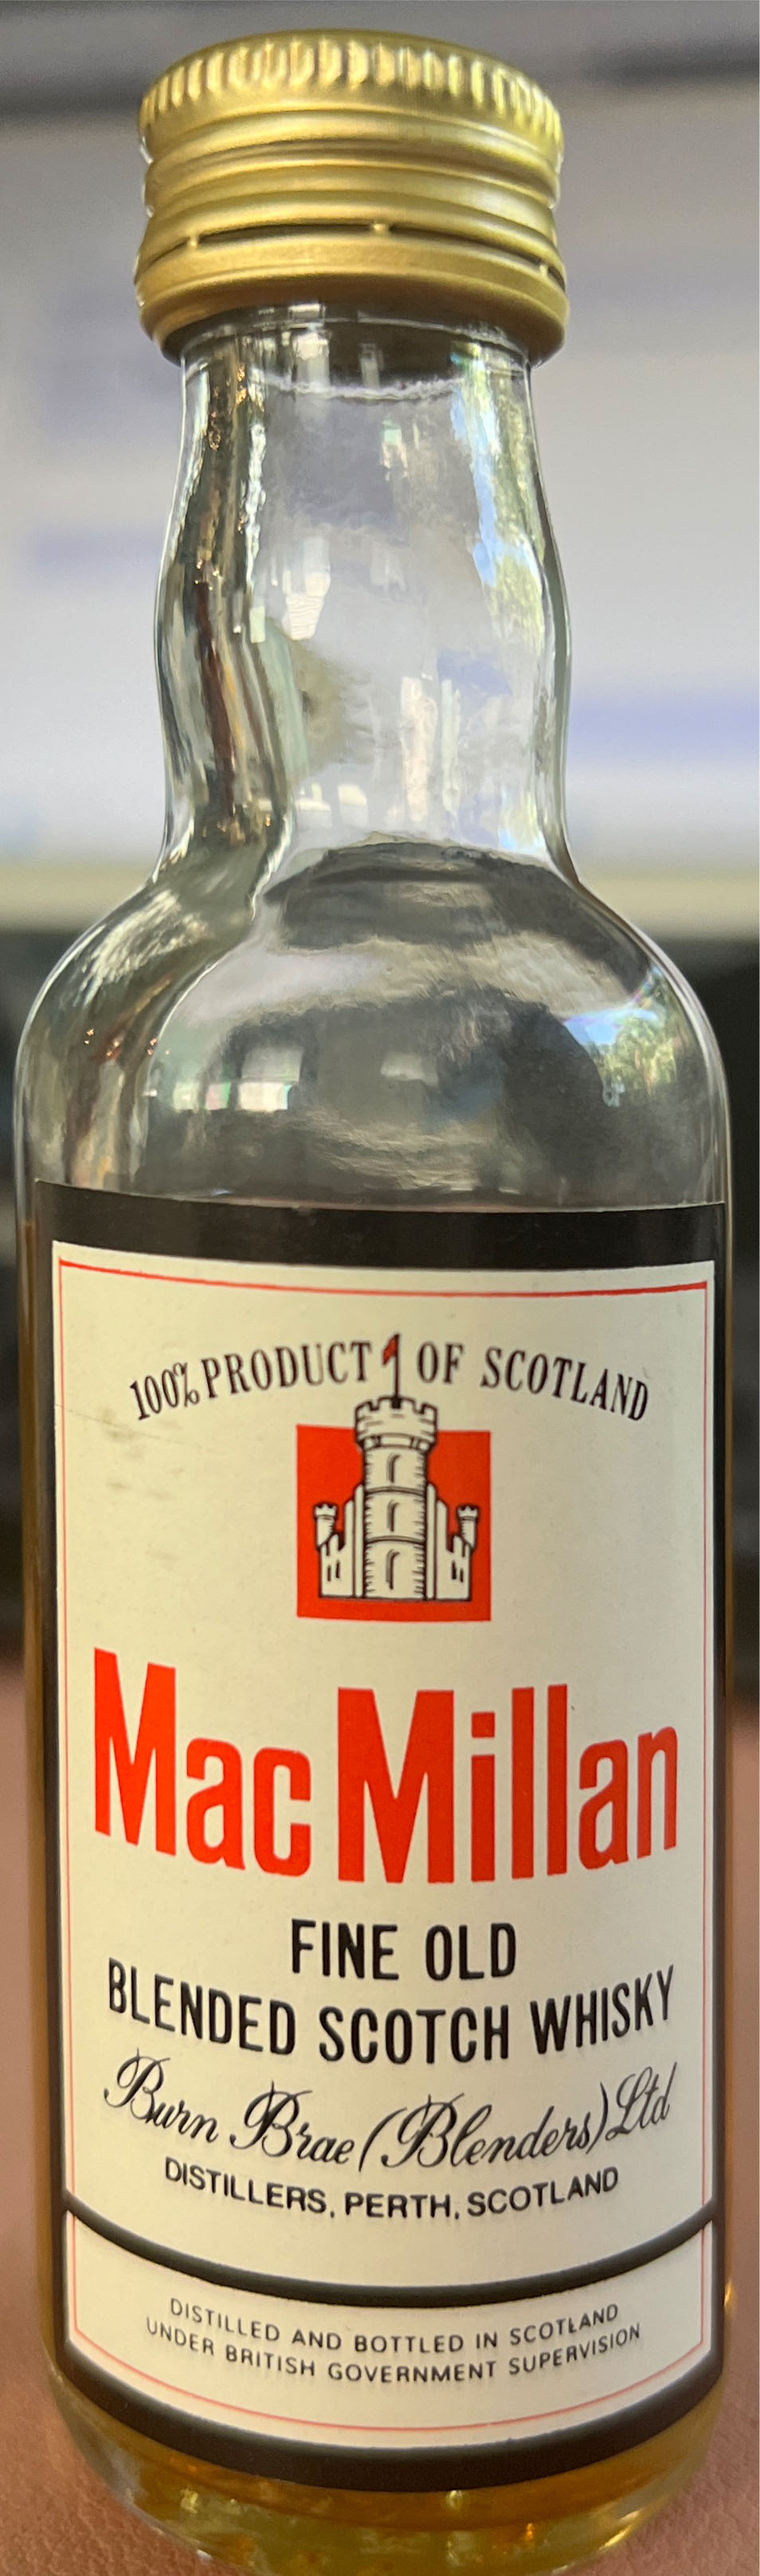 100% PRODUCT OF SCOTLAND
MacMillan
FINE OLD
BLENDED SCOTCH WHISKY
Burn Brae (Blenders) Ltd
DISTILLERS, PERTH, SCOTLAND
DISTILLED AND BOTTLED IN SCOTLAND
UNDER BRITISH GOVERNMENT SUPERVISION